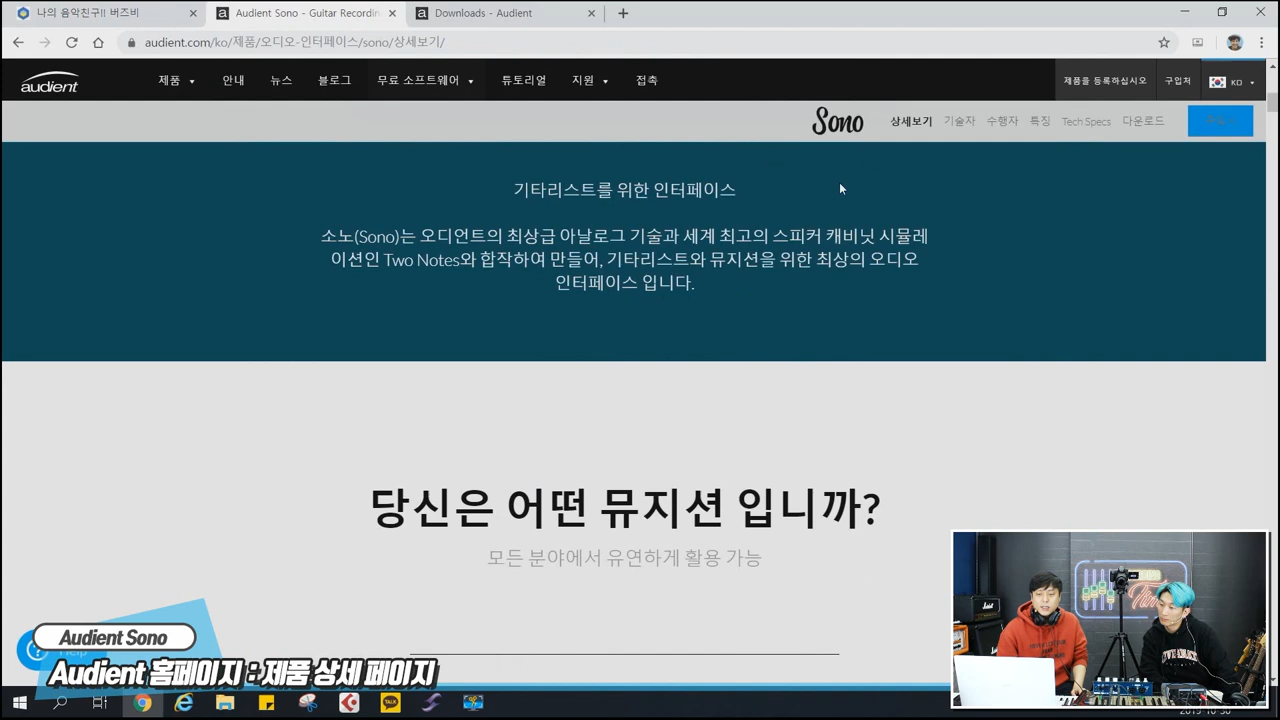 나의 음악친구!! 버즈비
Audient Sono - Guitar Recordin
Downloads - Audient
audient.com/ko/제품/오디오-인터페이스/sono/상세보기/
audient 제품 안내 뉴스 블로그 무료 소프트웨어 튜토리얼 지원 접촉 제품을 등록하십시오 구입처 KO
Sono 상세보기 기술자 수행자 특징 Tech Specs 다운로드
기타리스트를 위한 인터페이스
소노(Sono)는 오디언트의 최상급 아날로그 기술과 세계 최고의 스피커 캐비닛 시뮬레
이션인 Two Notes와 합작하여 만들어, 기타리스트와 뮤지션을 위한 최상의 오디오
인터페이스 입니다.
당신은 어떤 뮤지션 입니까?
모든 분야에서 유연하게 활용 가능
Audient Sono
Help
Audient 홈페이지 : 제품 상세 페이지
TALK
2019-10-30